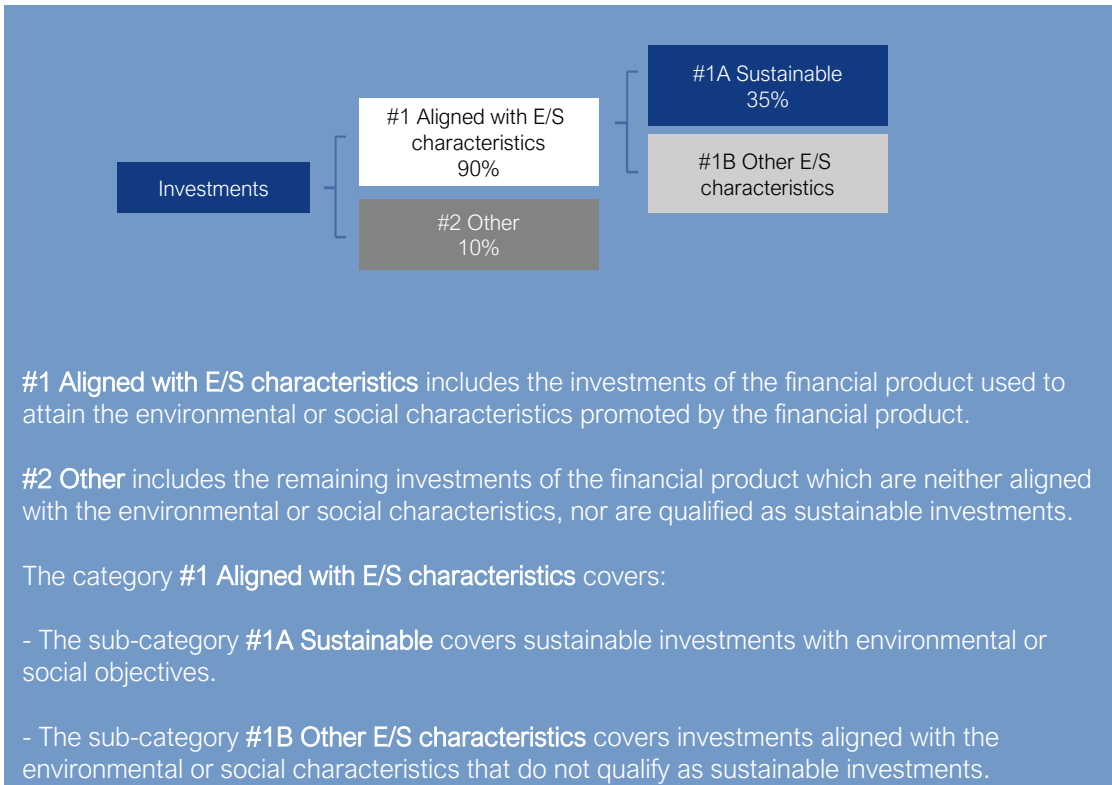 #1A Sustainable
35%
#1 Aligned with E/S
characteristics
90%
#1B Other E/S
characteristics
Investments
#2 Other
10%
#1 Aligned with E/S characteristics includes the investments of the financial product used to
attain the environmental or social characteristics promoted by the financial product.
#2 Other includes the remaining investments of the financial product which are neither aligned
with the environmental or social characteristics, nor are qualified as sustainable investments.
The category #1 Aligned with E/S characteristics covers:
- The sub-category #1A Sustainable covers sustainable investments with environmental or
social objectives.
- The sub-category #1B Other E/S characteristics covers investments aligned with the
environmental or social characteristics that do not qualify as sustainable investments.